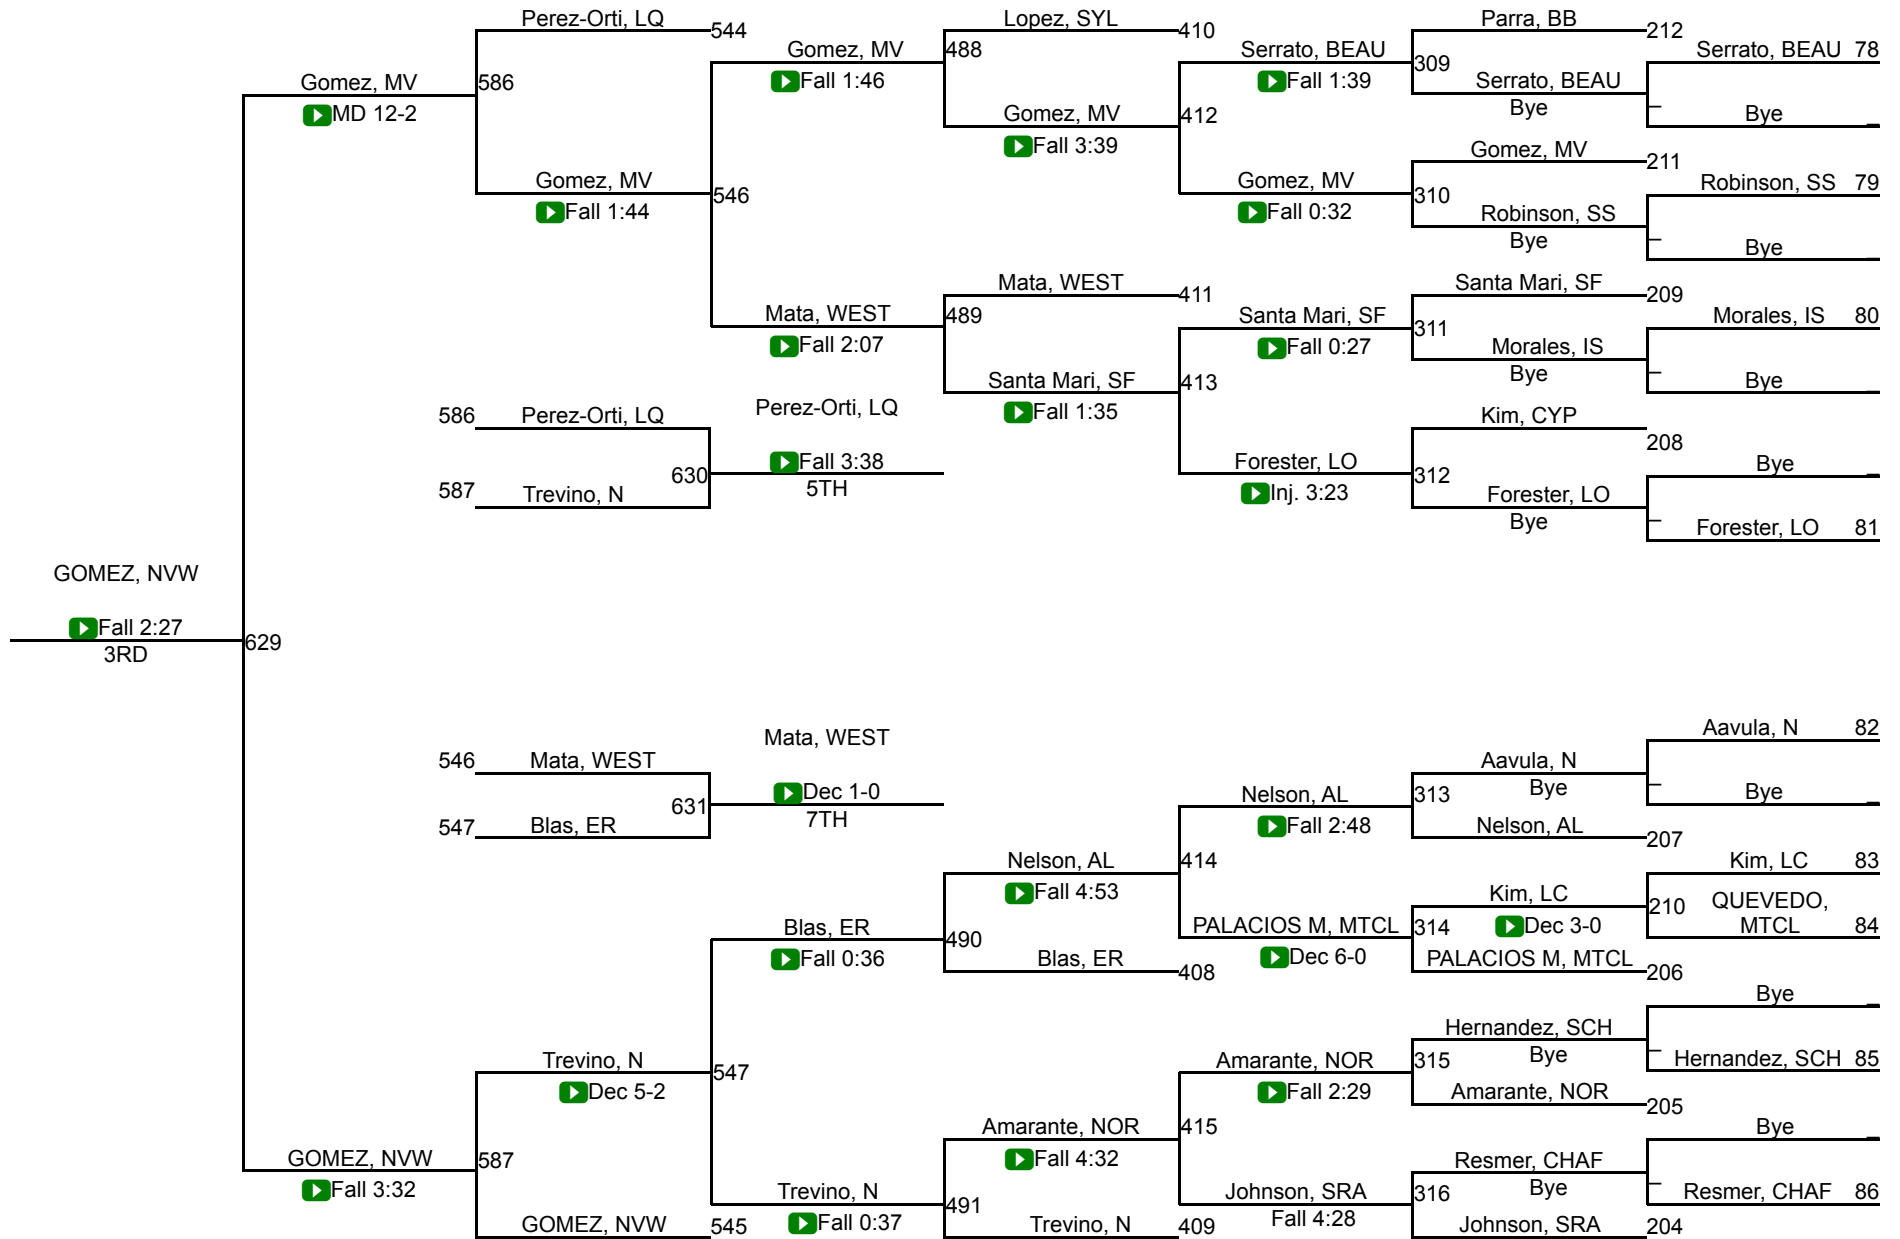 Perez-Orti, LQ
544
Lopez, SYL
410
Parra, BB
212
Gomez, MV
488
Serrato, BEAU
Serrato, BEAU 78
Fall 1:46
309
Fall 1:39
Serrato, BEAU
Bye
Bye
Gomez, MV
586
MD 12-2
Gomez, MV
412
Fall 3:39
Gomez, MV
211
Gomez, MV
546
Fall 1:44
Gomez, MV
310
Fall 0:32
Robinson, SS 79
Robinson, SS
Bye
Bye
Mata, WEST
411
Santa Mari, SF
209
Mata, WEST
489
Fall 2:07
Santa Mari, SF
311
Fall 0:27
Morales, IS 80
Morales, IS
Bye
Bye
Santa Mari, SF
413
Fall 1:35
586
Perez-Orti, LQ
Perez-Orti, LQ
Kim, CYP
208
630
Fall 3:38
5TH
587
Trevino, N
Forester, LO
312
Inj. 3:23
Bye
Forester, LO
Bye
Forester, LO 81
GOMEZ, NVW
Fall 2:27
3RD
629
Mata, WEST
Aavula, N 82
546
Mata, WEST
Aavula, N
Bye
Bye
631
Dec 1-0
7TH
Nelson, AL
313
Fall 2:48
547
Blas, ER
Nelson, AL
207
Nelson, AL
414
Fall 4:53
Kim, LC 83
Kim, LC
210
Dec 3-0
QUEVEDO,
MTCL 84
Blas, ER
490
Fall 0:36
PALACIOS M, MTCL
314
Dec 6-0
Blas, ER
408
PALACIOS M, MTCL
206
Bye
Hernandez, SCH
Bye
Trevino, N
547
Dec 5-2
Amarante, NOR
315
Fall 2:29
Hernandez, SCH 85
Amarante, NOR
205
Amarante, NOR
415
Fall 4:32
Bye
GOMEZ, NVW
587
Fall 3:32
Resmer, CHAF
Bye
Trevino, N
491
Fall 0:37
Johnson, SRA
316
Fall 4:28
Resmer, CHAF 86
GOMEZ, NVW
545
Trevino, N
409
Johnson, SRA
204